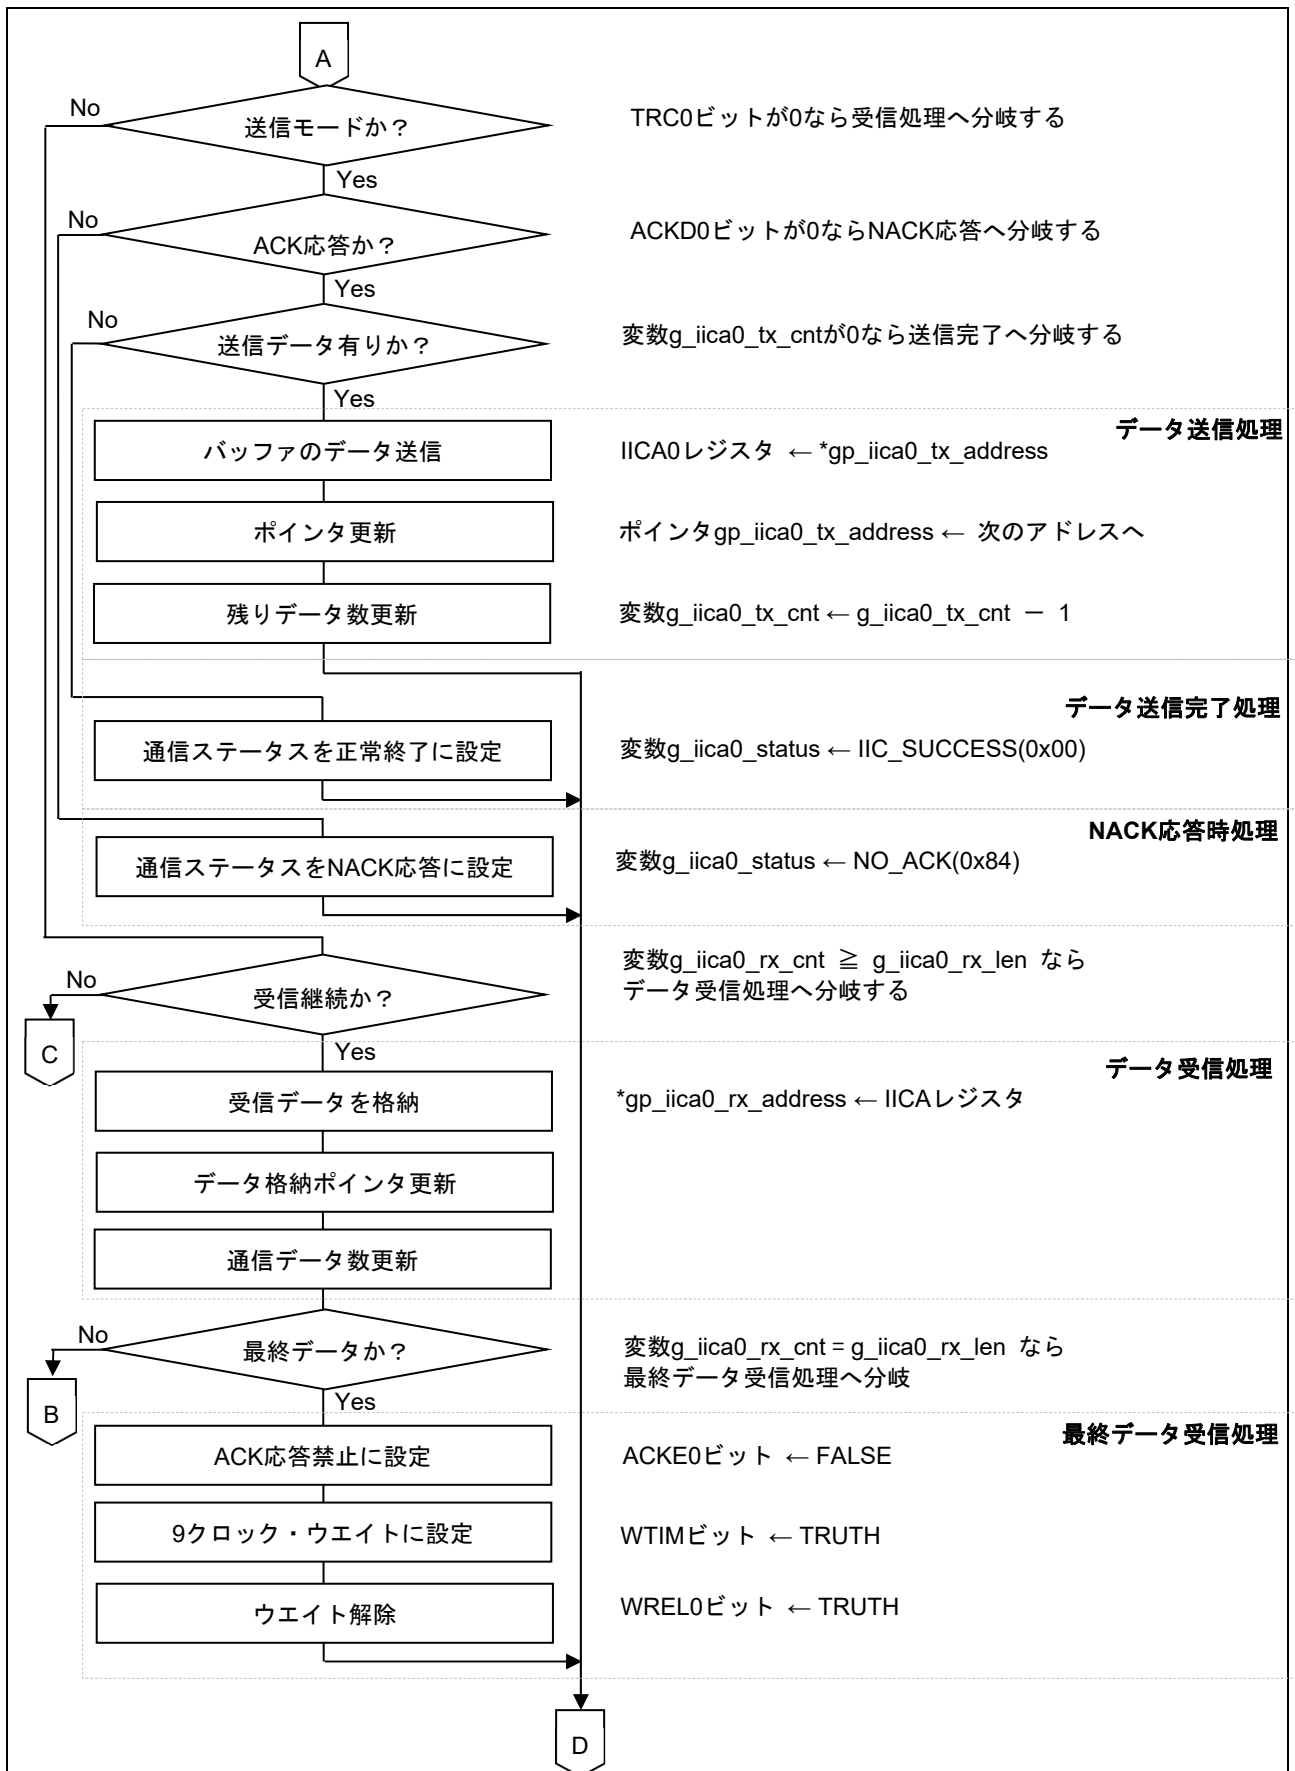 A
No
送信モードか？
TRC0ビットが0なら受信処理へ分岐する
Yes
No
ACK応答か？
ACKD0ビットが0ならNACK応答へ分岐する
Yes
No
送信データ有りか？
変数g_iica0_tx_cntが0なら送信完了へ分岐する
Yes
データ送信処理
バッファのデータ送信
IICA0レジスタ ← *gp_iica0_tx_address
ポインタ更新
ポインタgp_iica0_tx_address ← 次のアドレスへ
残りデータ数更新
変数g_iica0_tx_cnt ← g_iica0_tx_cnt － 1
データ送信完了処理
通信ステータスを正常終了に設定
変数g_iica0_status ← IIC_SUCCESS(0x00)
NACK応答時処理
通信ステータスをNACK応答に設定
変数g_iica0_status ← NO_ACK(0x84)
No
受信継続か？
変数g_iica0_rx_cnt ≧ g_iica0_rx_len なら
データ受信処理へ分岐する
C
Yes
データ受信処理
受信データを格納
*gp_iica0_rx_address ← IICAレジスタ
データ格納ポインタ更新
通信データ数更新
No
最終データか？
変数g_iica0_rx_cnt = g_iica0_rx_len なら
最終データ受信処理へ分岐
B
Yes
最終データ受信処理
ACK応答禁止に設定
ACKE0ビット ← FALSE
9クロック・ウエイトに設定
WTIMビット ← TRUTH
ウエイト解除
WREL0ビット ← TRUTH
D